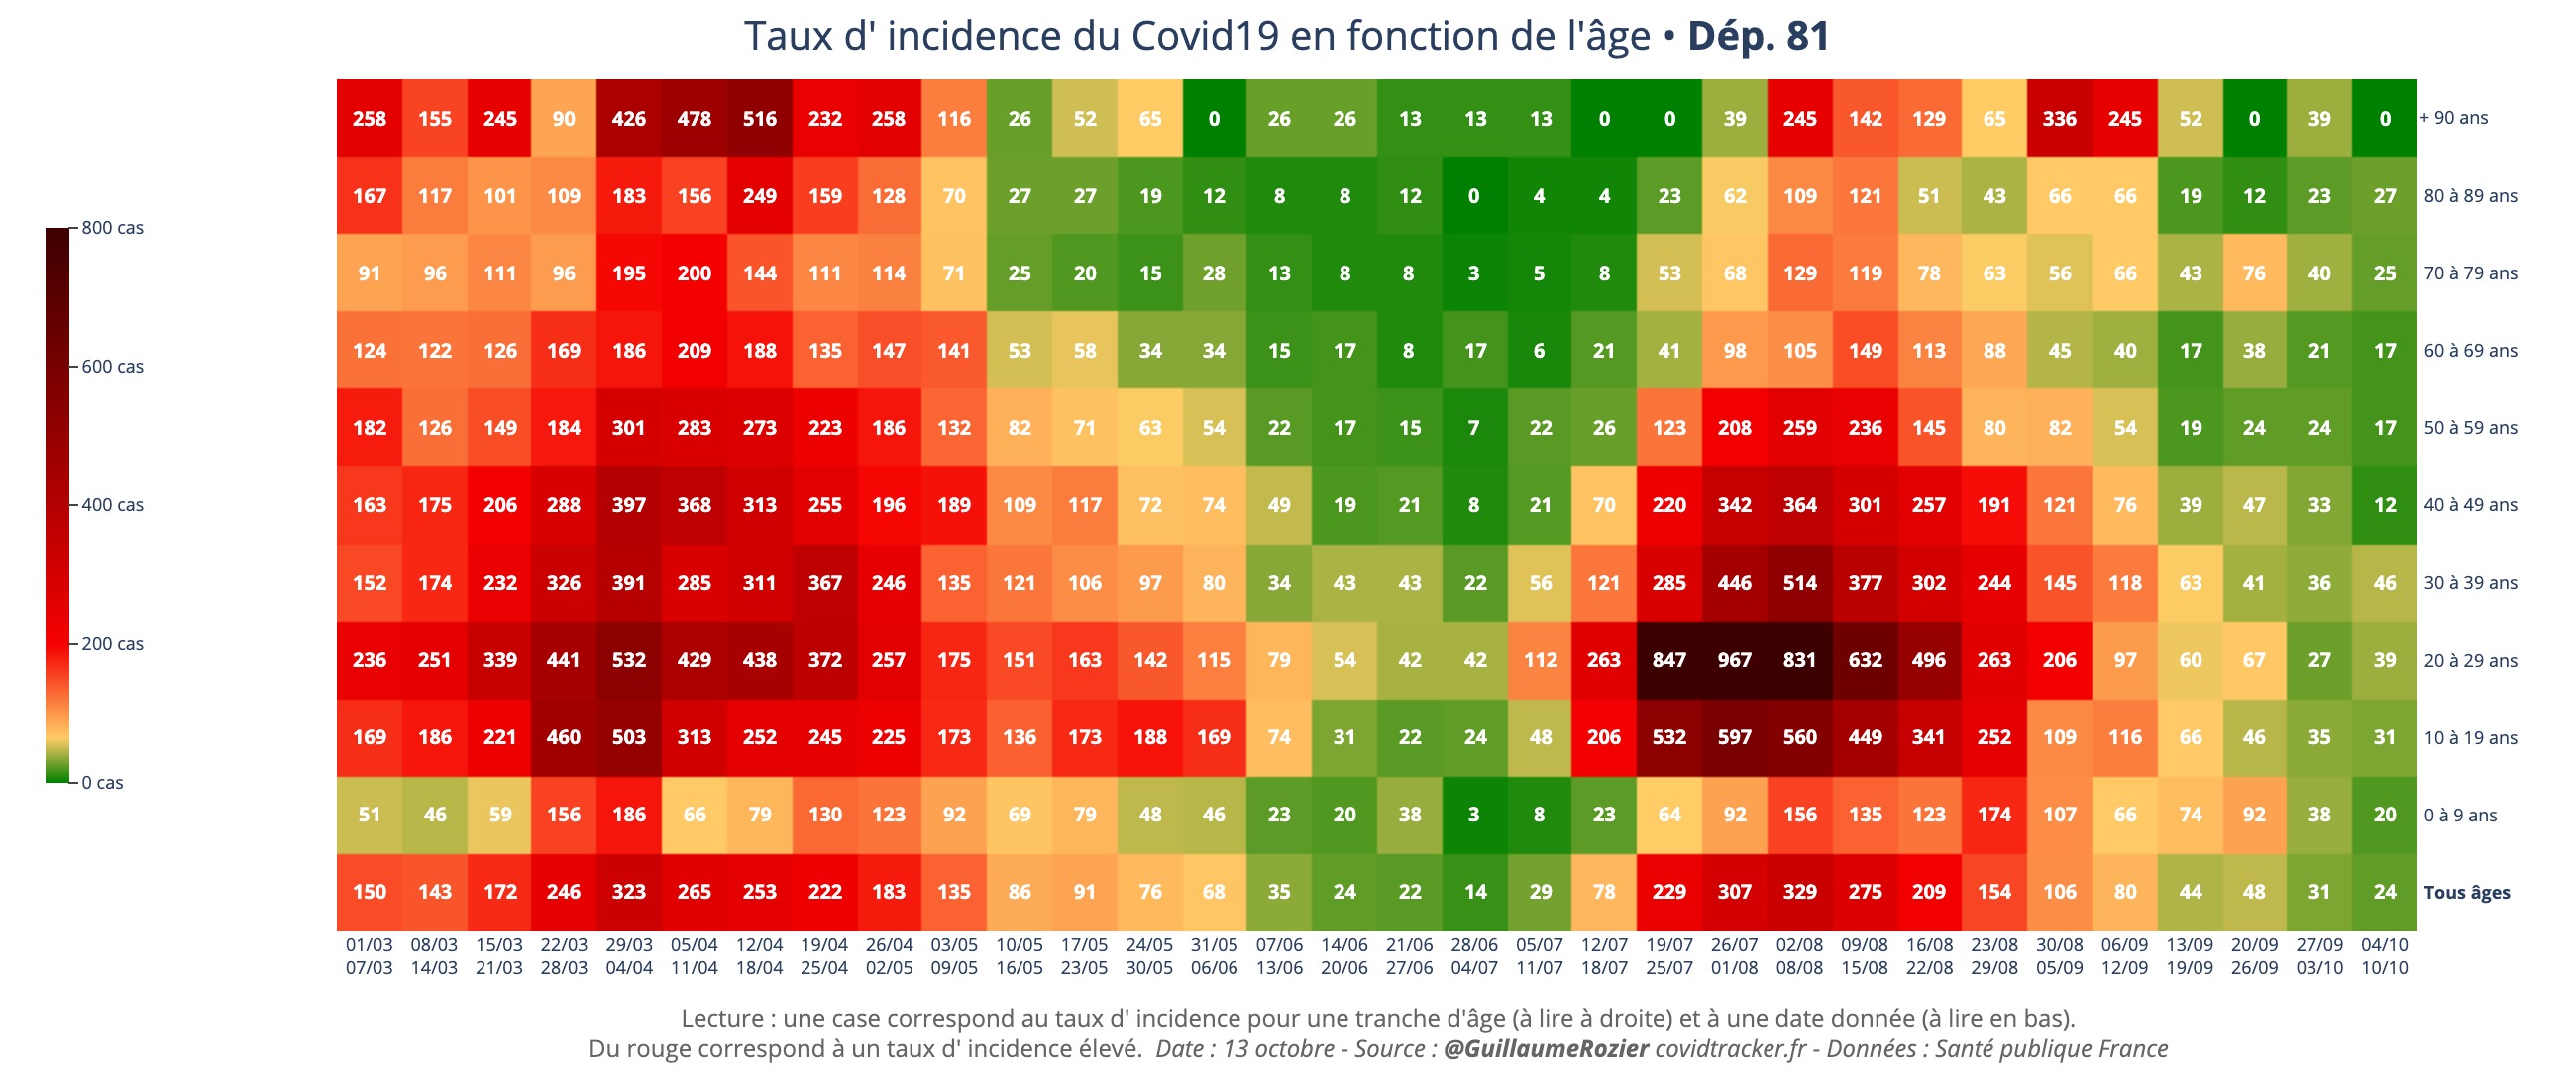 Taux d' incidence du Covid19 en fonction de l'âge • Dép. 81
258 155 245 90 426 478 516 232 258 116 26 52 65 0 26 26 13 13 13 0 0 39 245 142 129 65 336 245 52 0 39 0 + 90 ans
167 117 101 109 183 156 249 159 128 70 27 27 19 12 8 8 12 0 4 4 23 62 109 121 51 43 66 66 19 12 23 27 80 à 89 ans
800 cas
91 96 111 96 195 200 144 111 114 71 25 20 15 28 13 8 8 3 5 8 53 68 129 119 78 63 56 66 43 76 40 25 70 à 79 ans
124 122 126 169 186 209 188 135 147 141 53 58 34 34 15 17 8 17 6 21 41 98 105 149 113 88 45 40 17 38 21 17 60 à 69 ans
600 cas
182 126 149 184 301 283 273 223 186 132 82 71 63 54 22 17 15 7 22 26 123 208 259 236 145 80 82 54 19 24 24 17 50 à 59 ans
400 cas
163 175 206 288 397 368 313 255 196 189 109 117 72 74 49 19 21 8 21 70 220 342 364 301 257 191 121 76 39 47 33 12 40 à 49 ans
152 174 232 326 391 285 311 367 246 135 121 106 97 80 34 43 43 22 56 121 285 446 514 377 302 244 145 118 63 41 36 46 30 à 39 ans
200 cas
236 251 339 441 532 429 438 372 257 175 151 163 142 115 79 54 42 42 112 263 847 967 831 632 496 263 206 97 60 67 27 39 20 à 29 ans
169 186 221 460 503 313 252 245 225 173 136 173 188 169 74 31 22 24 48 206 532 597 560 449 341 252 109 116 66 46 35 31 10 à 19 ans
0 cas
51 46 59 156 186 66 79 130 123 92 69 79 48 46 23 20 38 3 8 23 64 92 156 135 123 174 107 66 74 92 38 20 0 à 9 ans
150 143 172 246 323 265 253 222 183 135 86 91 76 68 35 24 22 14 29 78 229 307 329 275 209 154 106 80 44 48 31 24 Tous âges
01/03 08/03 15/03 22/03 29/03 05/04 12/04 19/04 26/04 03/05 10/05 17/05 24/05 31/05 07/06 14/06 21/06 28/06 05/07 12/07 19/07 26/07 02/08 09/08 16/08 23/08 30/08 06/09 13/09 20/09 27/09 04/10
07/03 14/03 21/03 28/03 04/04 11/04 18/04 25/04 02/05 09/05 16/05 23/05 30/05 06/06 13/06 20/06 27/06 04/07 11/07 18/07 25/07 01/08 08/08 15/08 22/08 29/08 05/09 12/09 19/09 26/09 03/10 10/10
Lecture : une case correspond au taux d' incidence pour une tranche d'âge (à lire à droite) et à une date donnée (à lire en bas).
Du rouge correspond à un taux d' incidence élevé. Date : 13 octobre - Source : @GuillaumeRozier covidtracker.fr - Données : Santé publique France